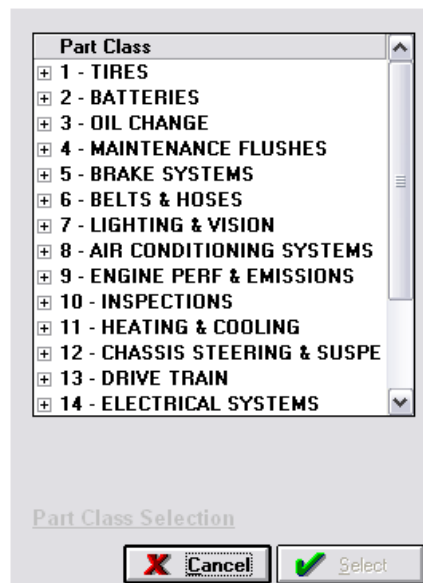 Part Class
1 - TIRES
2 - BATTERIES
3 - OIL CHANGE
4 - MAINTENANCE FLUSHES
5 - BRAKE SYSTEMS
6 - BELTS & HOSES
7 - LIGHTING & VISION
8 - AIR CONDITIONING SYSTEMS
9 - ENGINE PERF & EMISSIONS
10 - INSPECTIONS
11 - HEATING & COOLING
12 - CHASSIS STEERING & SUSPE
13 - DRIVE TRAIN
14 - ELECTRICAL SYSTEMS
Part Class Selection
Cancel Select